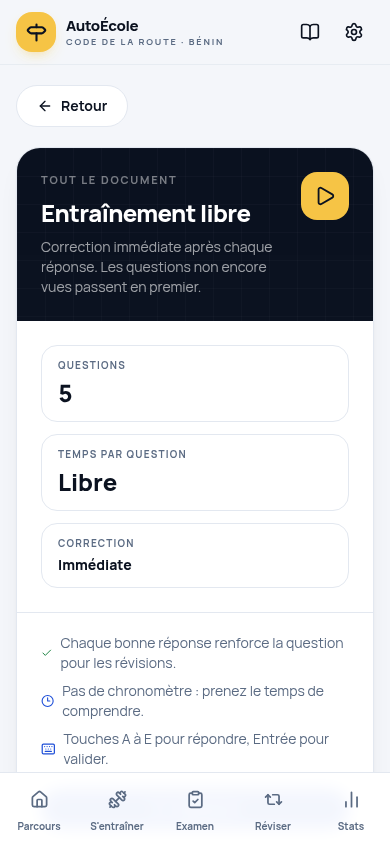 AutoÉcole
CODE DE LA ROUTE · BÉNIN
Retour
TOUT LE DOCUMENT
Entraînement libre
Correction immédiate après chaque
réponse. Les questions non encore
vues passent en premier.
QUESTIONS
5
TEMPS PAR QUESTION
Libre
CORRECTION
Immédiate
Chaque bonne réponse renforce la question
pour les révisions.
Pas de chronomètre : prenez le temps de
comprendre.
Touches A à E pour répondre, Entrée pour
valider.
Parcours
S'entraîner
Examen
Réviser
Stats